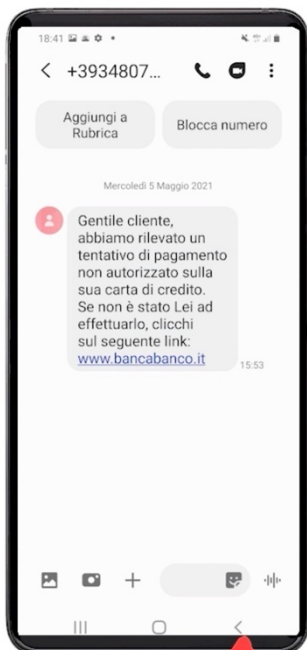 18:41
+3934807...
Aggiungi a
Rubrica
Blocca numero
Mercoledì 5 Maggio 2021
Gentile cliente,
abbiamo rilevato un
tentativo di pagamento
non autorizzato sulla
sua carta di credito.
Se non è stato Lei ad
effettuarlo, clicchi
sul seguente link:
www.bancabanco.it
15:53